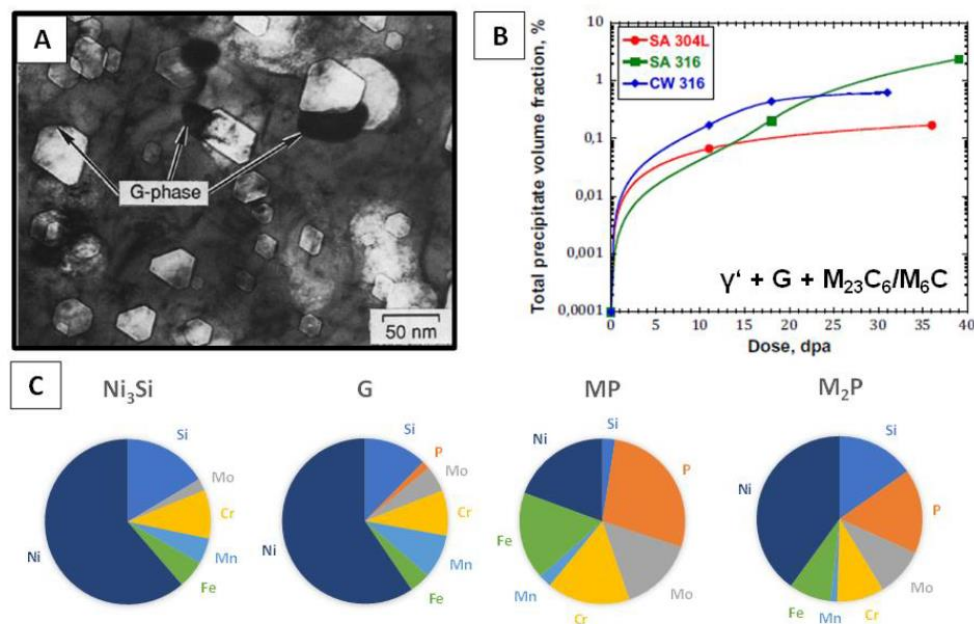 A
G-phase
50 nm
B
Total precipitate volume fraction, %
10
1
0,1
0,01
0,001
0,0001
SA 304L
SA 316
CW 316
γ' + G + M₂₃C₆/M₆C
0 5 10 15 20 25 30 35 40
Dose, dpa
C
Ni₃Si G MP M₂P
Si
Mo
Cr
Mn
Fe
Ni
Si
P
Mo
Cr
Mn
Fe
Ni
Si
P
Mo
Cr
Mn
Fe
Ni
Si
P
Mo
Cr
Mn
Fe
Ni